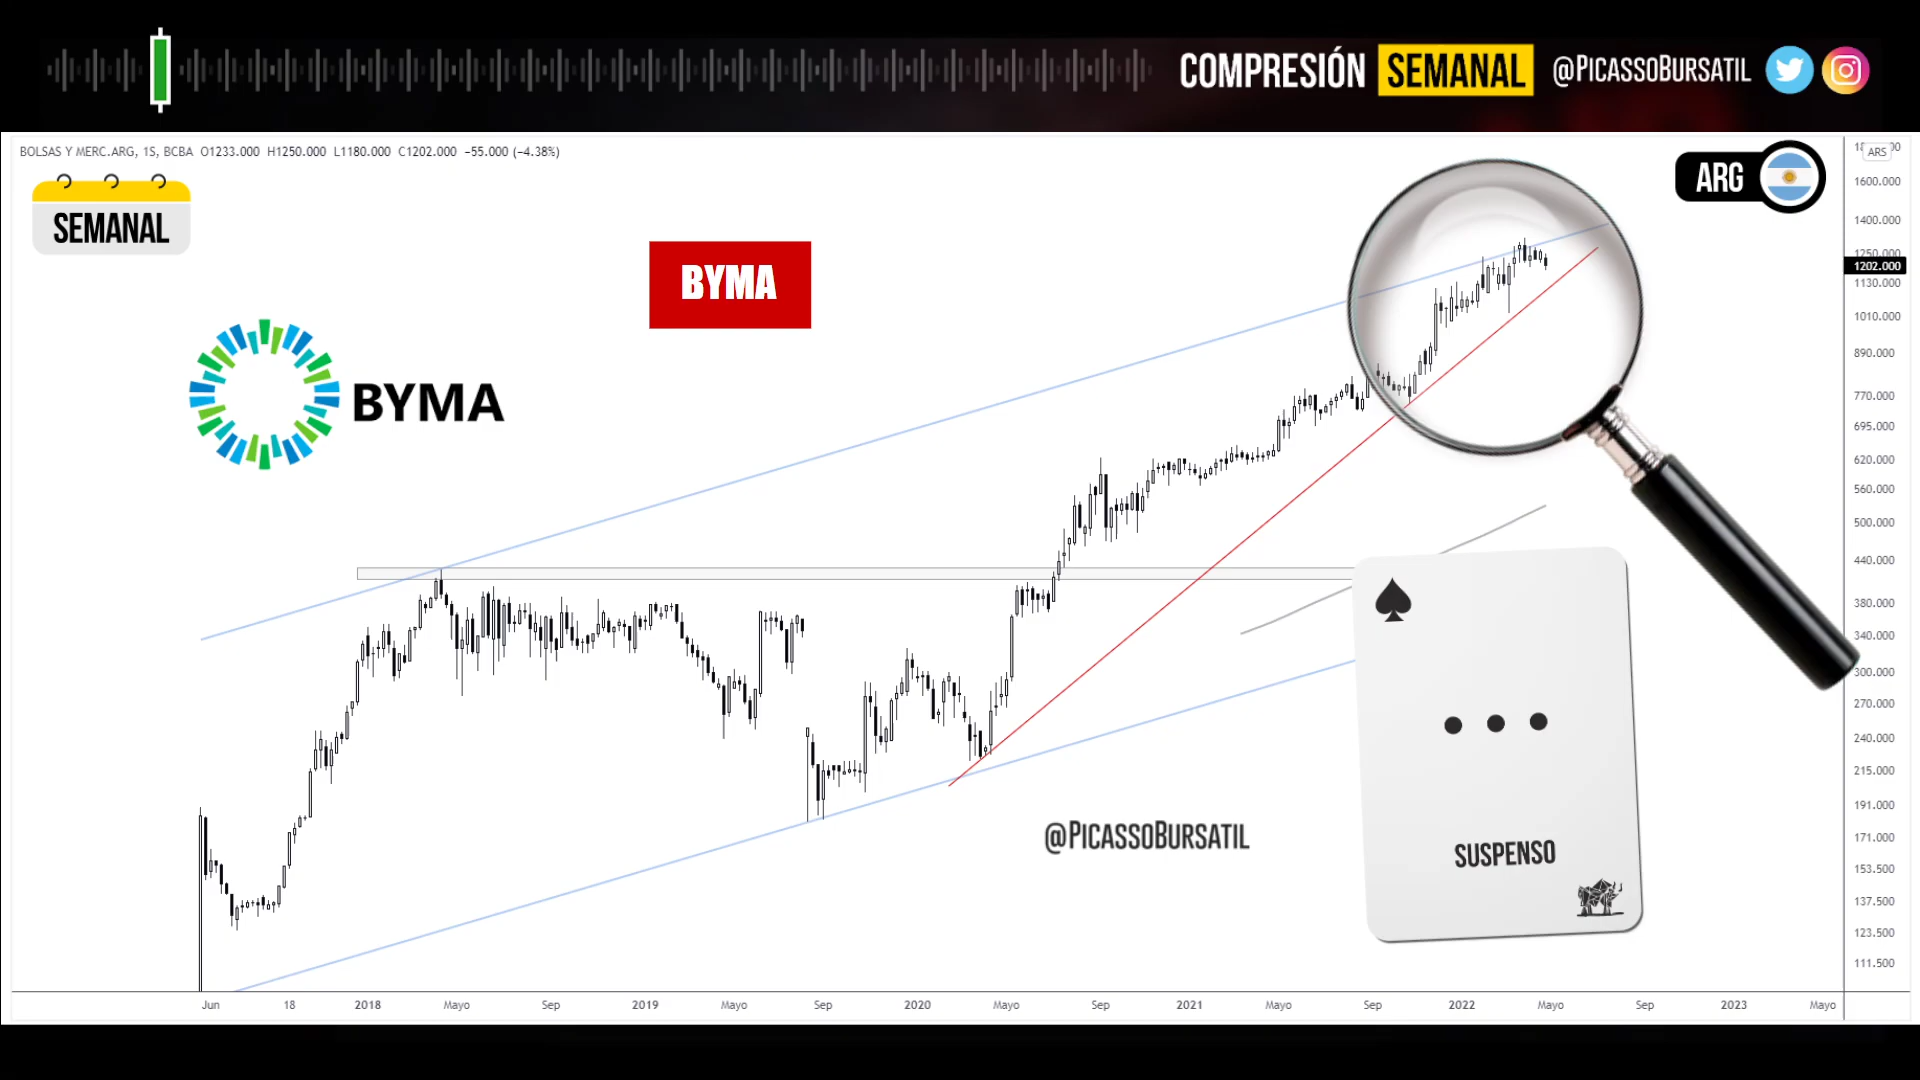 COMPRESIÓN SEMANAL @PICASSOBURSATIL
BOLSAS Y MERC.ARG, 1S, BCBA O1233.000 H1250.000 L1180.000 C1202.000 −55.000 (−4.38%)
SEMANAL
BYMA
BYMA
ARG
ARS
1600.000
1400.000
1250.000
1202.000
1130.000
1010.000
890.000
770.000
695.000
620.000
560.000
500.000
440.000
380.000
340.000
300.000
270.000
240.000
215.000
191.000
171.000
153.500
137.500
123.500
111.500
@PICASSOBURSATIL
SUSPENSO
Jun 18 2018 Mayo Sep 2019 Mayo Sep 2020 Mayo Sep 2021 Mayo Sep 2022 Mayo Sep 2023 Mayo